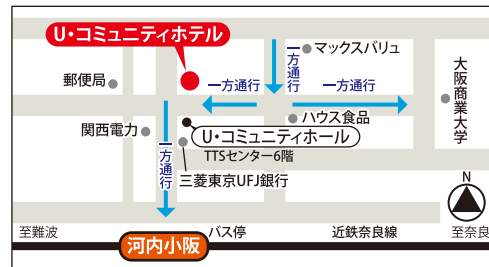 U・コミュニティホテル
一方通行
マックスバリュ
大阪商業大学
郵便局
一方通行
一方通行
ハウス食品
関西電力
U・コミュニティホール
TTSセンター6階
一方通行
三菱東京UFJ銀行
N
至難波
バス停
近鉄奈良線
至奈良
河内小阪